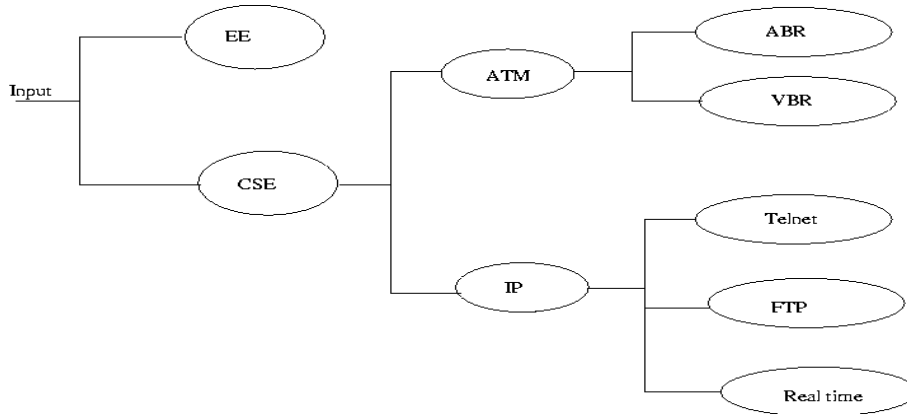 EE
ABR
ATM
Input
VBR
CSE
Telnet
IP
FTP
Real time